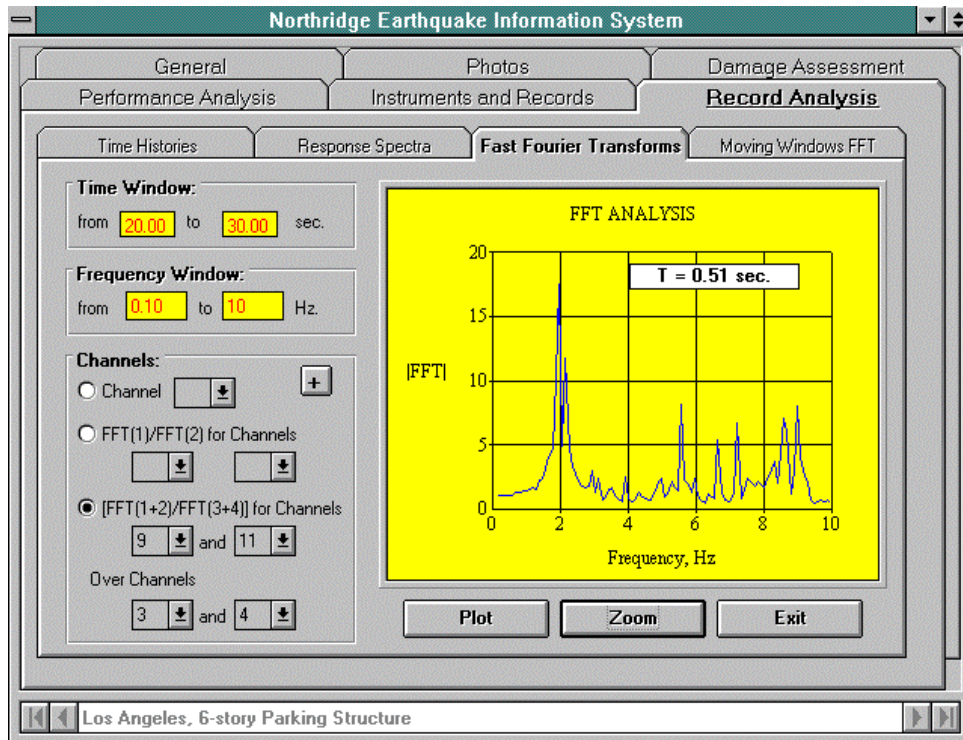 Northridge Earthquake Information System
General Photos Damage Assessment
Performance Analysis Instruments and Records Record Analysis
Time Histories Response Spectra Fast Fourier Transforms Moving Windows FFT
Time Window:
from 20.00 to 30.00 sec.
Frequency Window:
from 0.10 to 10 Hz.
Channels:
Channel +
FFT(1)/FFT(2) for Channels
[FFT(1+2)/FFT(3+4)] for Channels
9 and 11
Over Channels
3 and 4
FFT ANALYSIS
T = 0.51 sec.
20
15
|FFT|
10
5
0
0 2 4 6 8 10
Frequency, Hz
Plot Zoom Exit
Los Angeles, 6-story Parking Structure